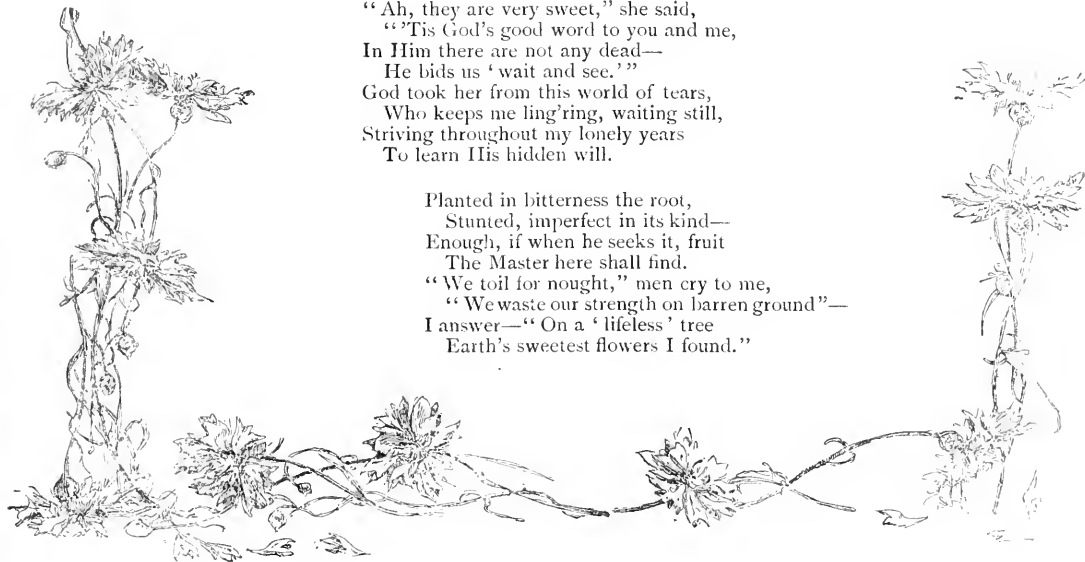 “Ah, they are very sweet,” she said,
“’Tis God’s good word to you and me,
In Him there are not any dead—
He bids us ‘wait and see.’”
God took her from this world of tears,
Who keeps me ling’ring, waiting still,
Striving throughout my lonely years
To learn His hidden will.

Planted in bitterness the root,
Stunted, imperfect in its kind—
Enough, if when he seeks it, fruit
The Master here shall find.
“We toil for nought,” men cry to me,
“We waste our strength on barren ground”—
I answer—“On a ‘lifeless’ tree
Earth’s sweetest flowers I found.”